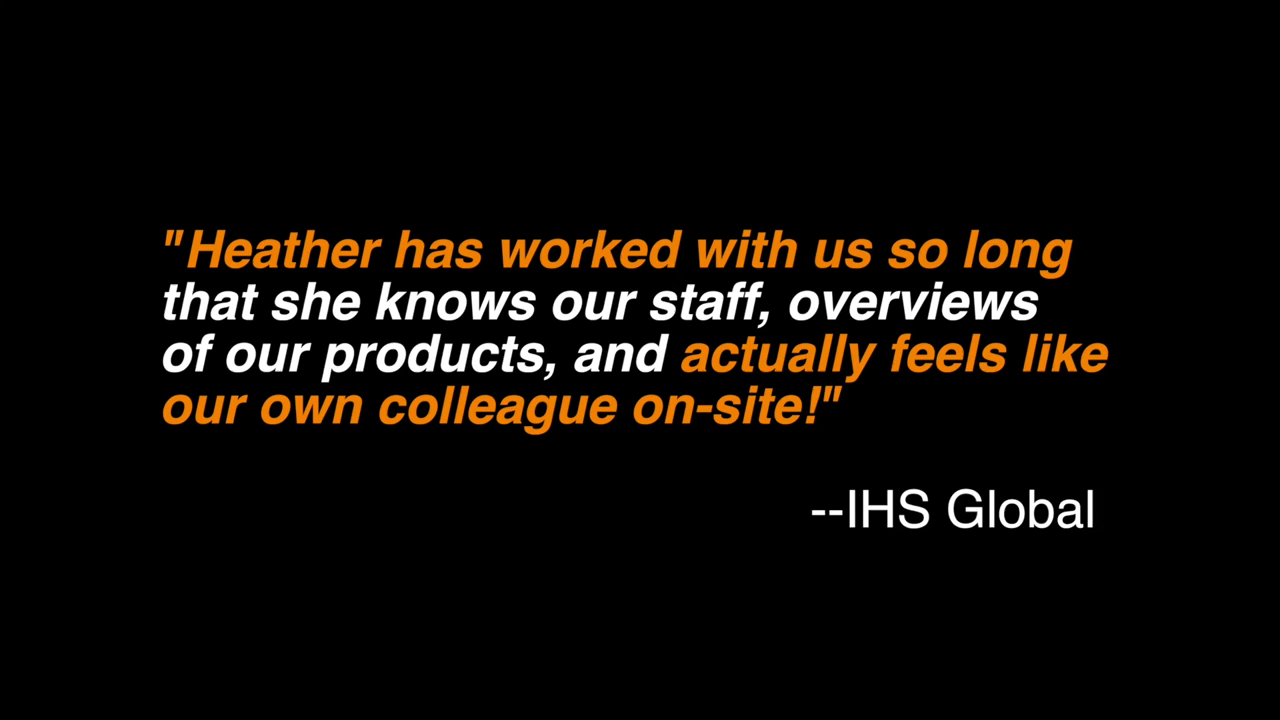 "Heather has worked with us so long
that she knows our staff, overviews
of our products, and actually feels like
our own colleague on-site!"
--IHS Global